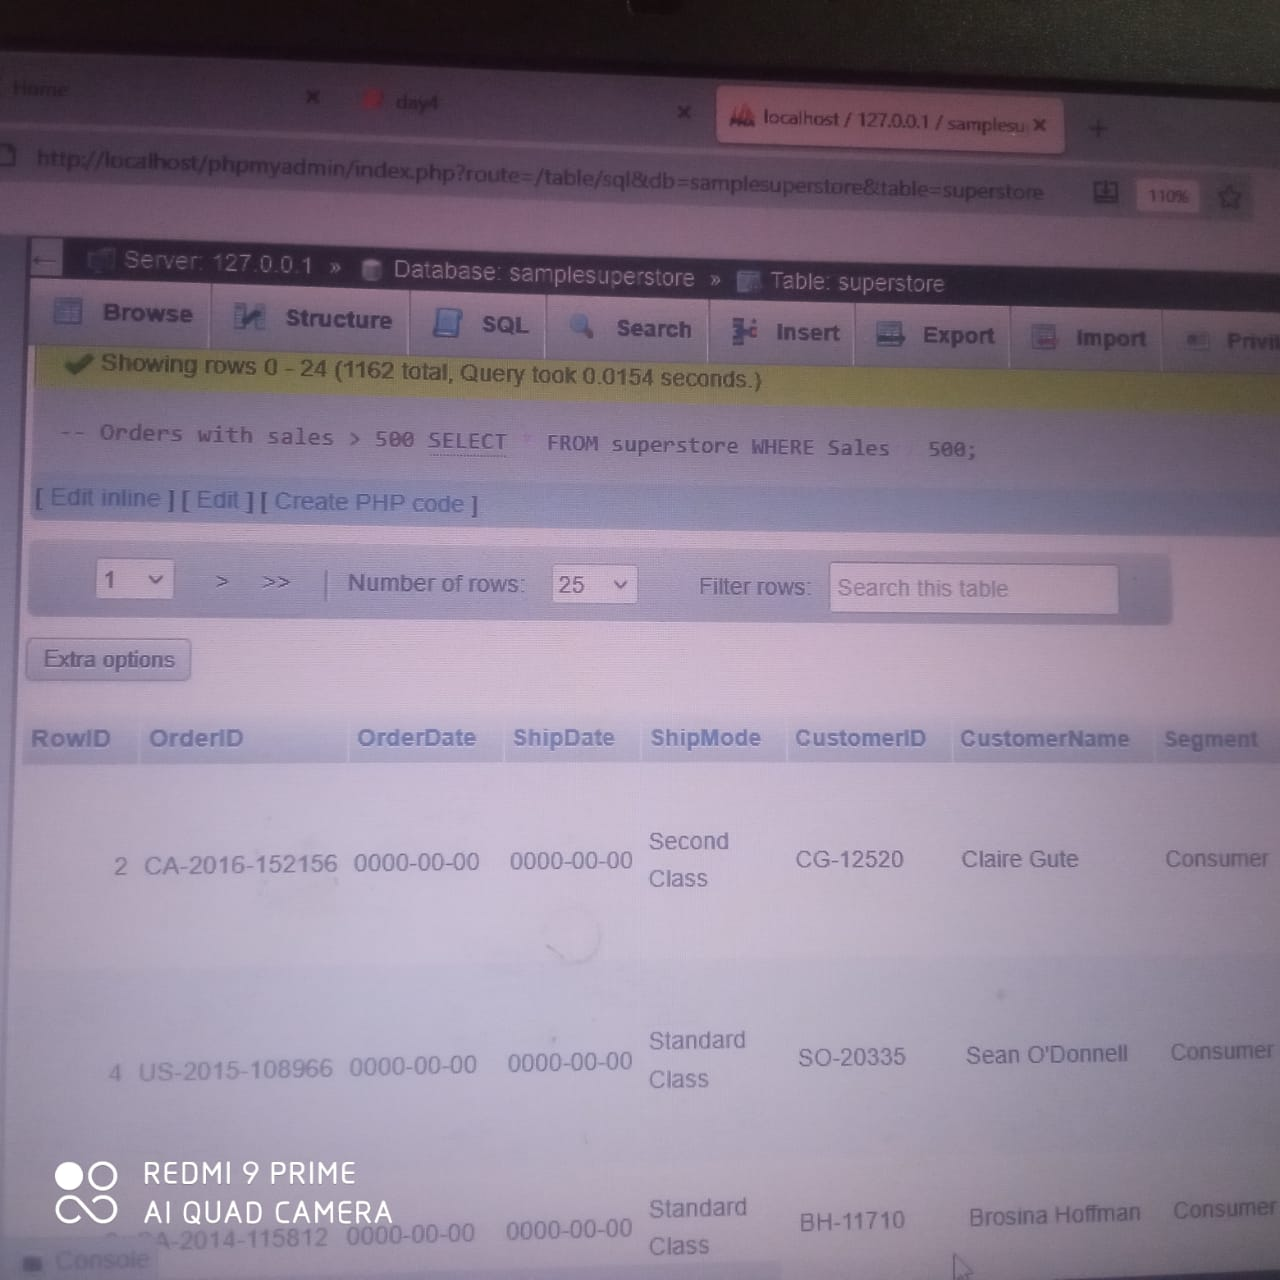 Home
day4
localhost / 127.0.0.1 / samplesu
http://localhost/phpmyadmin/index.php?route=/table/sql&db=samplesuperstore&table=superstore 110%
Server: 127.0.0.1 » Database: samplesuperstore » Table: superstore
Browse Structure SQL Search Insert Export Import
Showing rows 0 - 24 (1162 total, Query took 0.0154 seconds.)
-- Orders with sales > 500 SELECT * FROM superstore WHERE Sales 500;
[ Edit inline ] [ Edit ] [ Create PHP code ]
1 > >> | Number of rows: 25 Filter rows: Search this table
Extra options
RowID OrderID OrderDate ShipDate ShipMode CustomerID CustomerName Segment
2 CA-2016-152156 0000-00-00 0000-00-00 Second Class CG-12520 Claire Gute Consumer
4 US-2015-108966 0000-00-00 0000-00-00 Standard Class SO-20335 Sean O'Donnell Consumer
CA-2014-115812 0000-00-00 0000-00-00 Standard Class BH-11710 Brosina Hoffman Consumer
Console
REDMI 9 PRIME
AI QUAD CAMERA